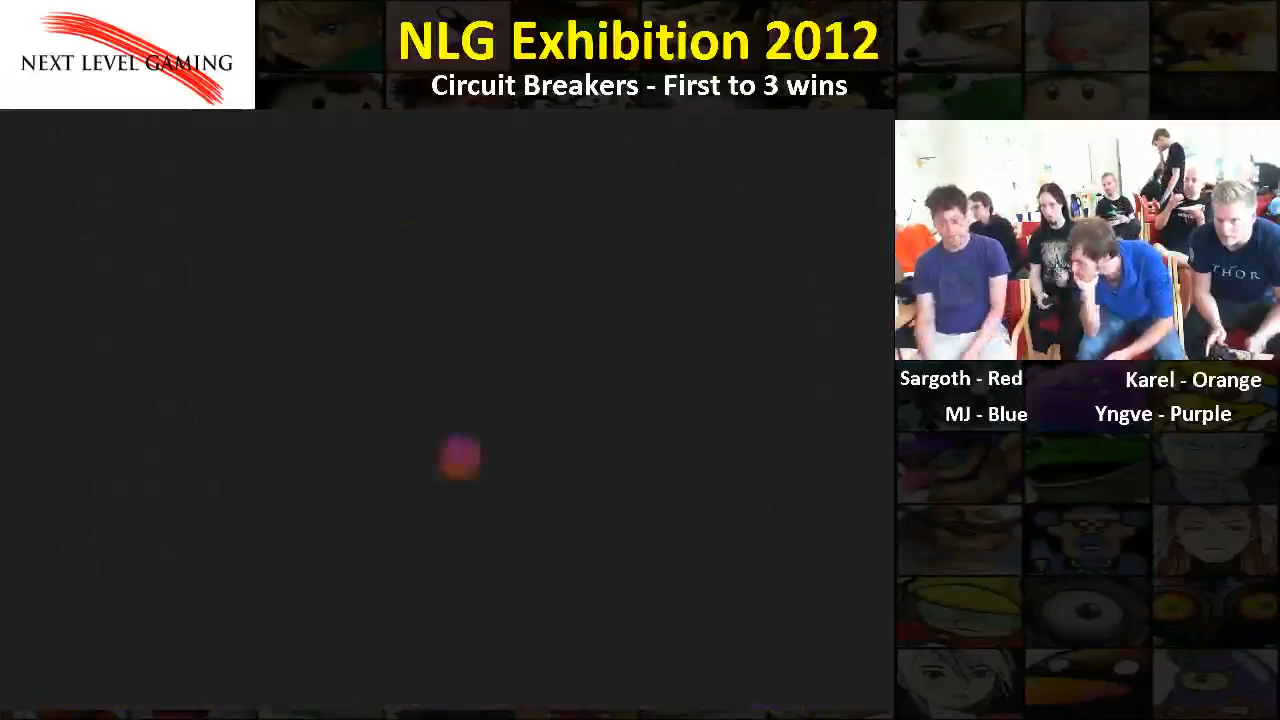 NEXT LEVEL GAMING
NLG Exhibition 2012
Circuit Breakers - First to 3 wins
THOR
Sargoth - Red
Karel - Orange
MJ - Blue
Yngve - Purple